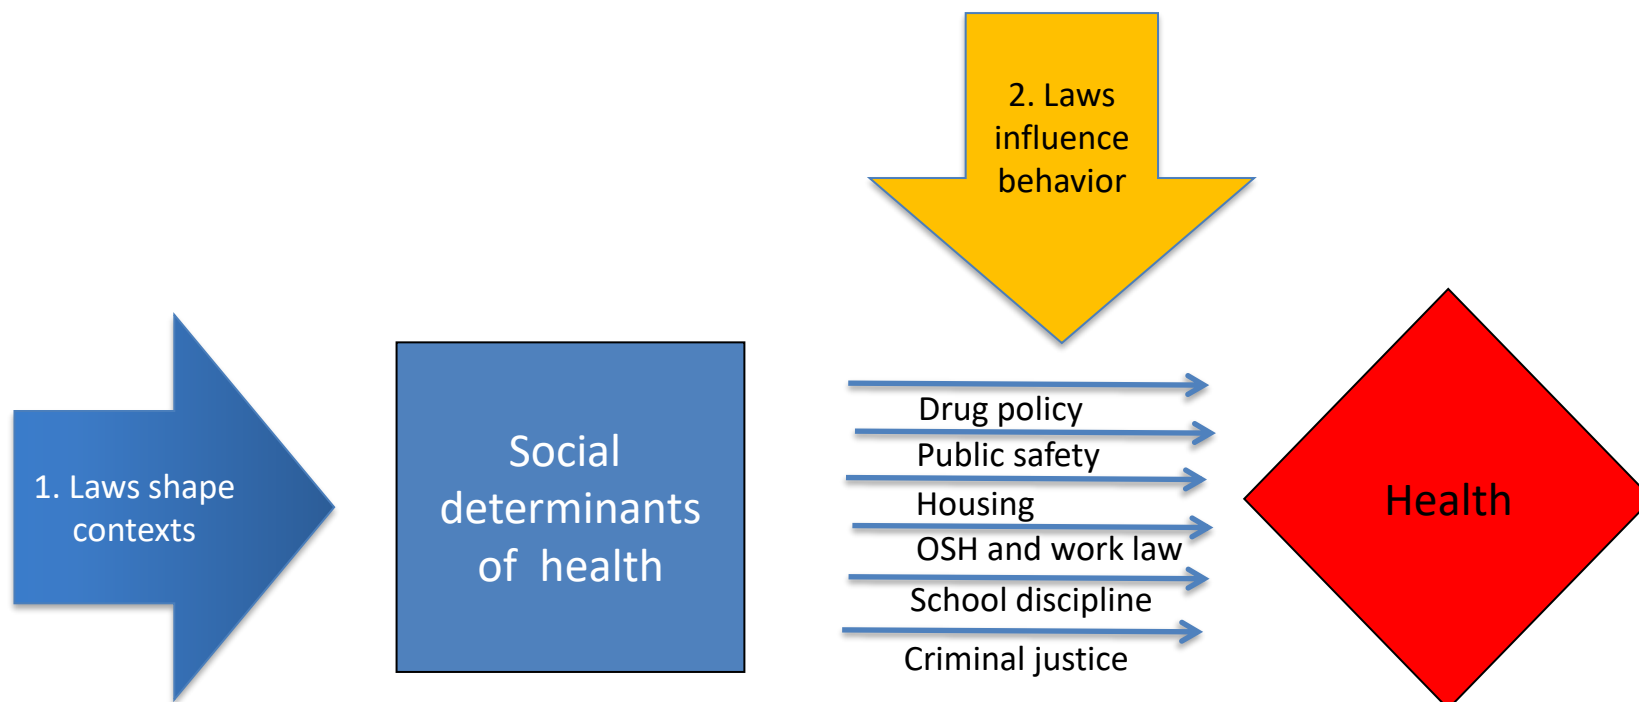 1. Laws shape
contexts
Social
determinants
of health
2. Laws
influence
behavior
Drug policy
Public safety
Housing
OSH and work law
School discipline
Criminal justice
Health